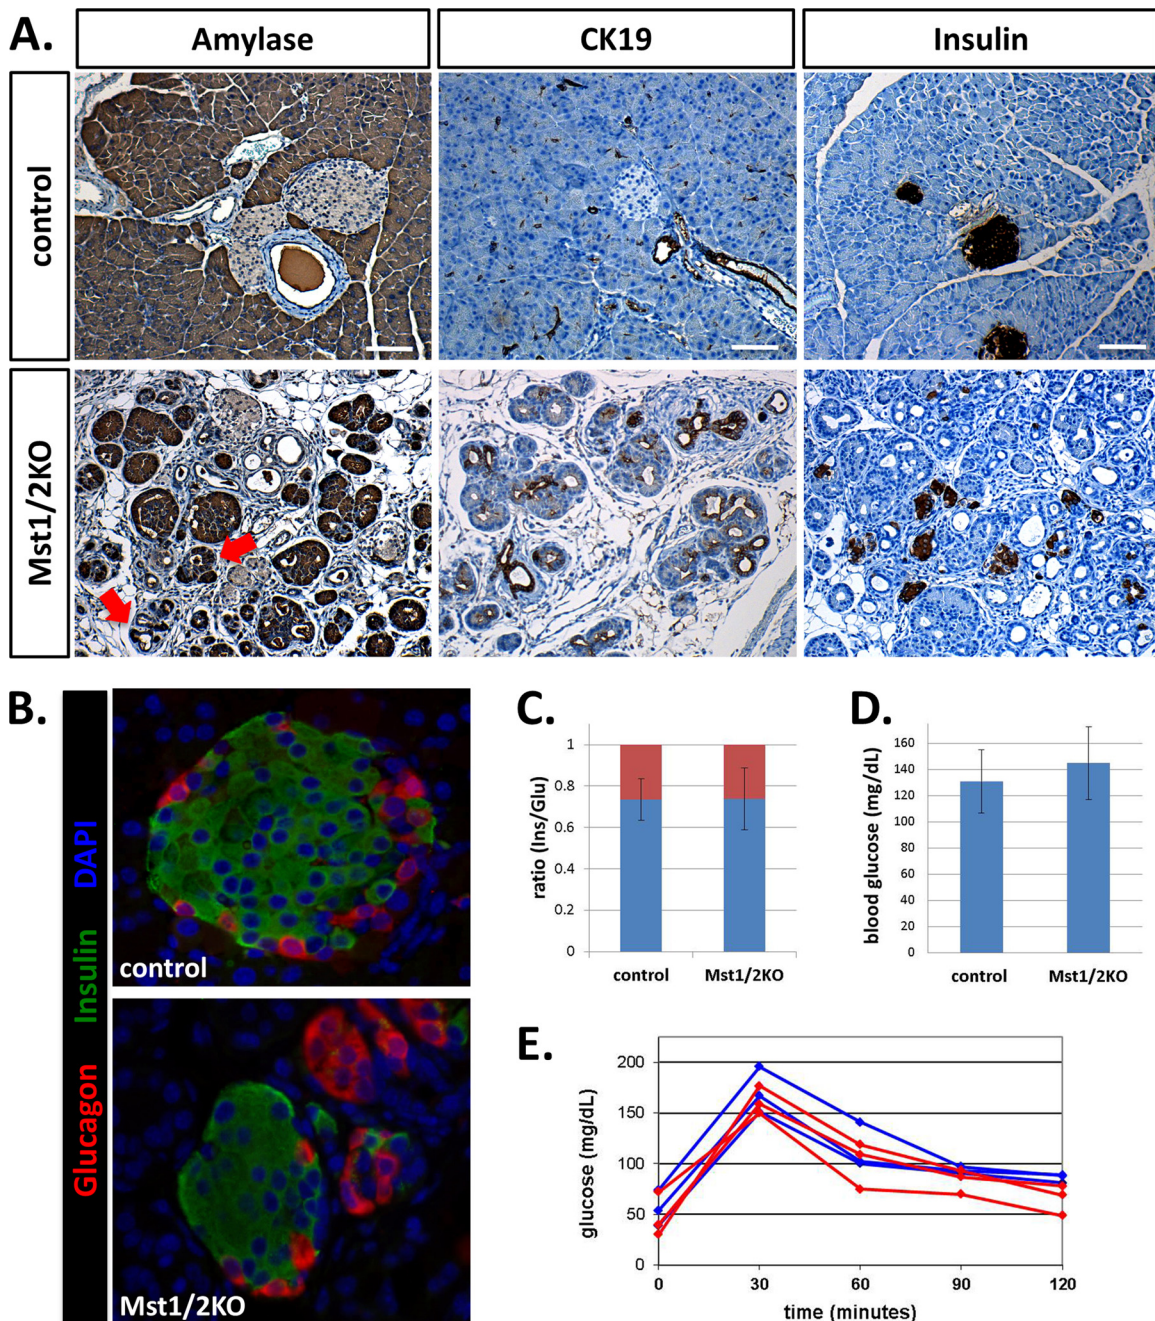 A.
Amylase
CK19
Insulin
control
Mst1/2KO
B.
Glucagon Insulin DAPI
control
Mst1/2KO
C.
ratio (Ins/Glu)
1
0.8
0.6
0.4
0.2
0
control Mst1/2KO
D.
blood glucose (mg/dL)
160
140
120
100
80
60
40
20
0
control Mst1/2KO
E.
glucose (mg/dL)
200
150
100
50
0
0 30 60 90 120
time (minutes)